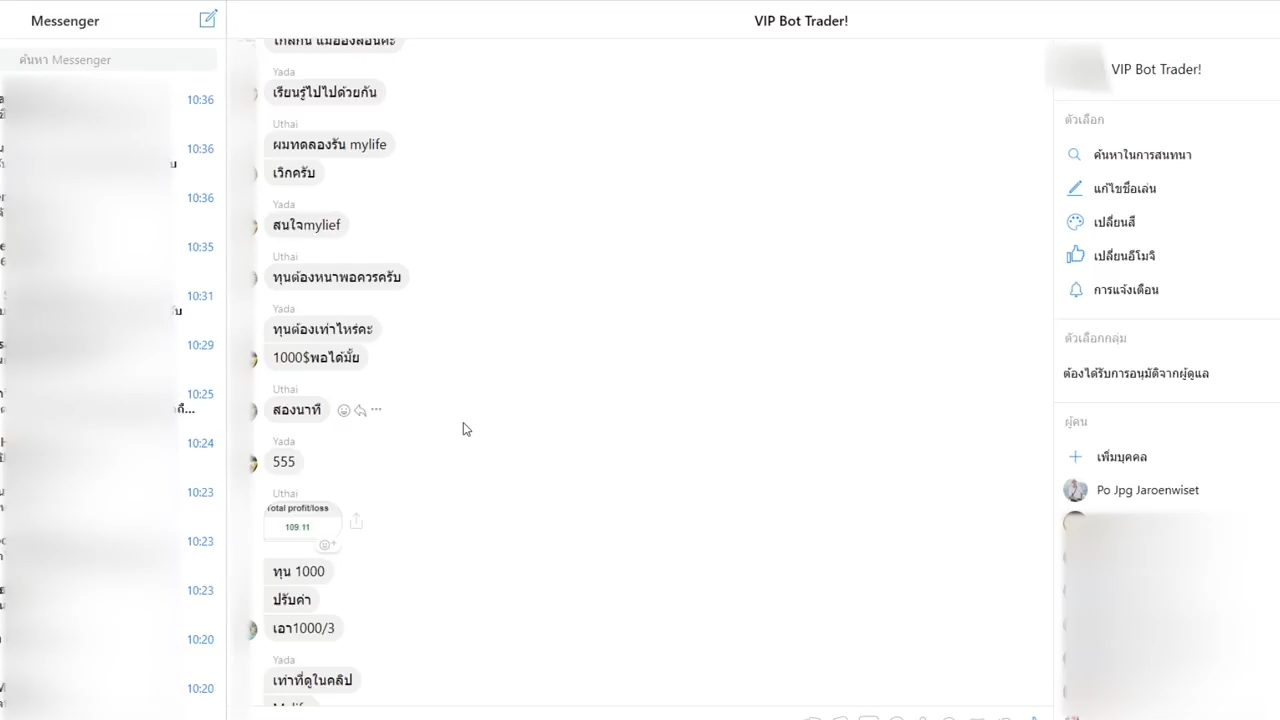 Messenger
VIP Bot Trader!
ค้นหา Messenger
10:36
10:36
10:36
10:35
10:31
10:29
10:25
10:24
10:23
10:23
10:23
10:20
10:20
Yada
เรียนรู้ไปไปด้วยกัน
Uthai
ผมทดลองรัน mylife
เวิกครับ
Yada
สนใจmylief
Uthai
ทุนต้องหนาพอควรครับ
Yada
ทุนต้องเท่าไหร่คะ
1000$พอได้มั้ย
Uthai
สองนาที
Yada
555
Uthai
Total profit/loss
109.11
ทุน 1000
ปรับค่า
เอา1000/3
Yada
เท่าที่ดูในคลิป
VIP Bot Trader!
ตัวเลือก
ค้นหาในการสนทนา
แก้ไขชื่อเล่น
เปลี่ยนสี
เปลี่ยนอีโมจิ
การแจ้งเตือน
ตัวเลือกกลุ่ม
ต้องได้รับการอนุมัติจากผู้ดูแล
ผู้คน
เพิ่มบุคคล
Po Jpg Jaroenwiset